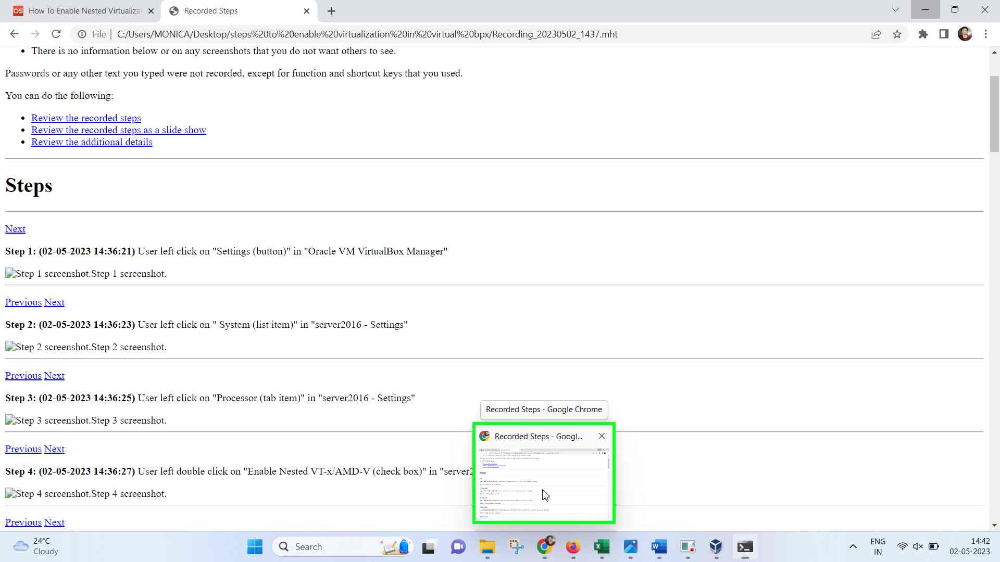 How To Enable Nested Virtualiza
Recorded Steps
File
C:/Users/MONICA/Desktop/steps%20to%20enable%20virtualization%20in%20virtual%20bpx/Recording_20230502_1437.mht
There is no information below or on any screenshots that you do not want others to see.
Passwords or any other text you typed were not recorded, except for function and shortcut keys that you used.
You can do the following:
Review the recorded steps
Review the recorded steps as a slide show
Review the additional details
Steps
Next
Step 1: (02-05-2023 14:36:21) User left click on "Settings (button)" in "Oracle VM VirtualBox Manager"
Step 1 screenshot.Step 1 screenshot.
Previous Next
Step 2: (02-05-2023 14:36:23) User left click on " System (list item)" in "server2016 - Settings"
Step 2 screenshot.Step 2 screenshot.
Previous Next
Step 3: (02-05-2023 14:36:25) User left click on "Processor (tab item)" in "server2016 - Settings"
Step 3 screenshot.Step 3 screenshot.
Recorded Steps - Google Chrome
Recorded Steps - Googl...
Previous Next
Step 4: (02-05-2023 14:36:27) User left double click on "Enable Nested VT-x/AMD-V (check box)" in "server2
Step 4 screenshot.Step 4 screenshot.
Previous Next
24°C
Cloudy
Search
ENG
IN
14:42
02-05-2023